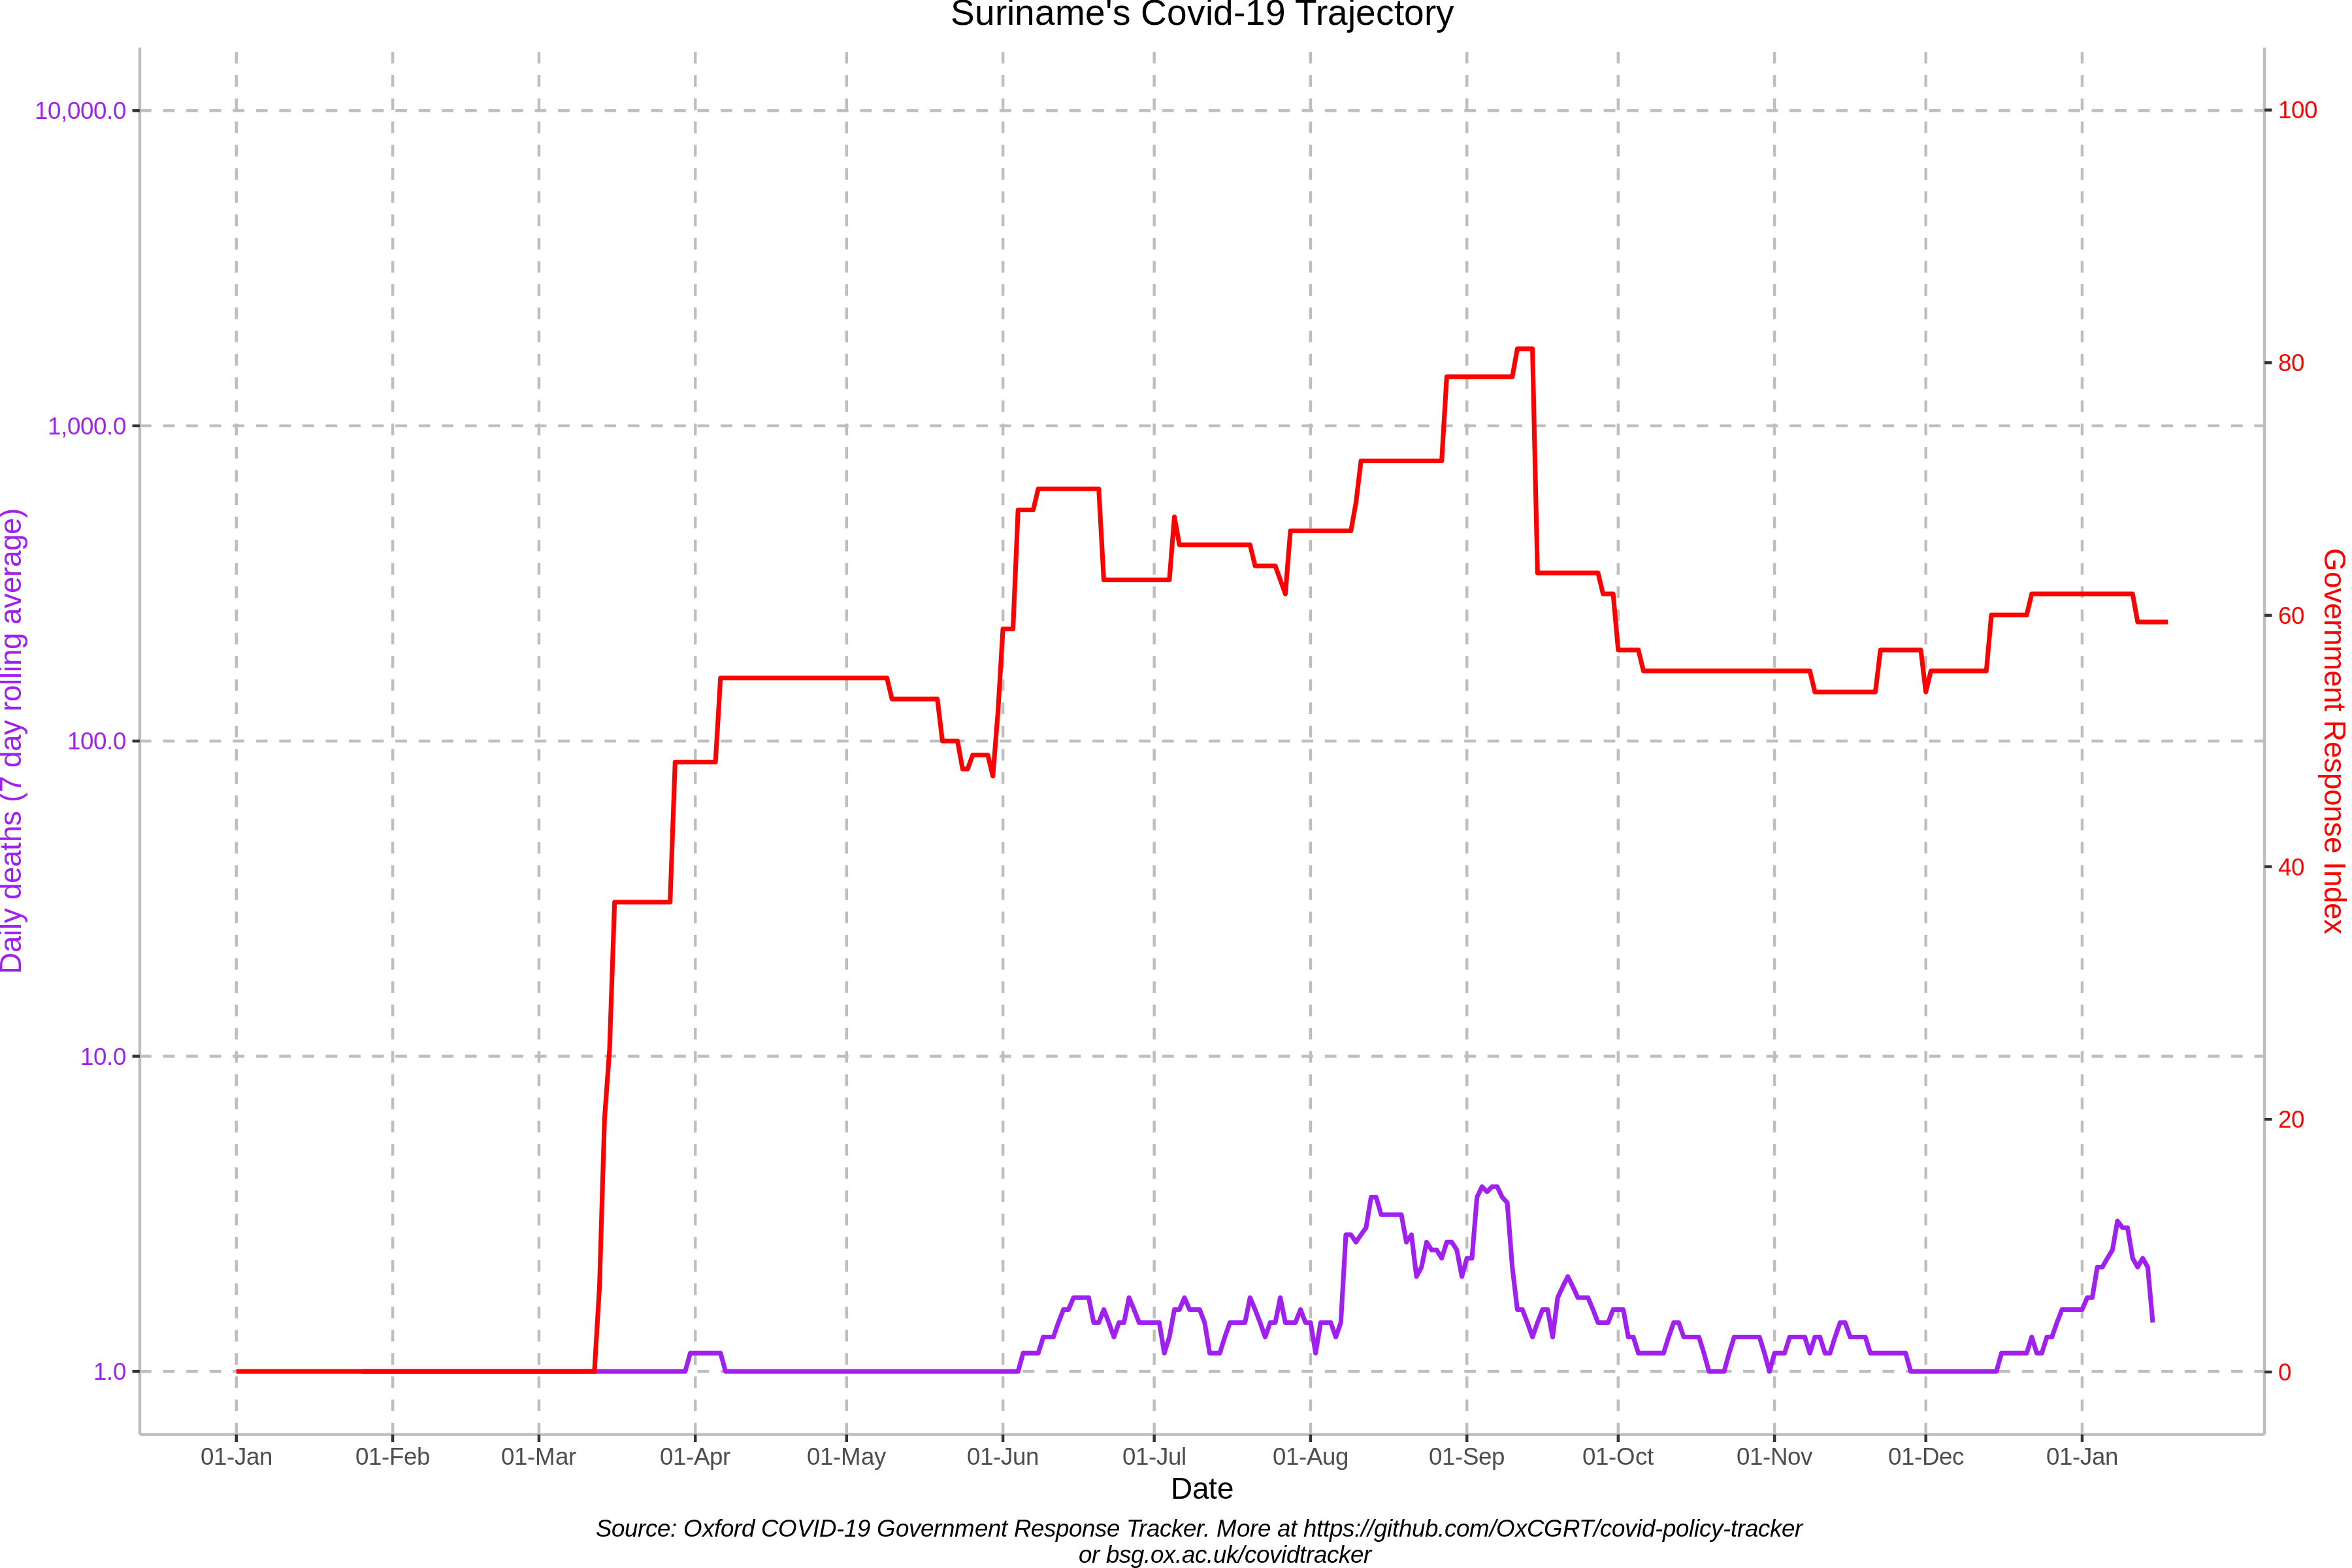 Suriname's Covid-19 Trajectory
10,000.0
1,000.0
100.0
10.0
1.0
Daily deaths (7 day rolling average)
100
80
60
40
20
0
Government Response Index
01-Jan 01-Feb 01-Mar 01-Apr 01-May 01-Jun 01-Jul 01-Aug 01-Sep 01-Oct 01-Nov 01-Dec 01-Jan
Date
Source: Oxford COVID-19 Government Response Tracker. More at https://github.com/OxCGRT/covid-policy-tracker
or bsg.ox.ac.uk/covidtracker